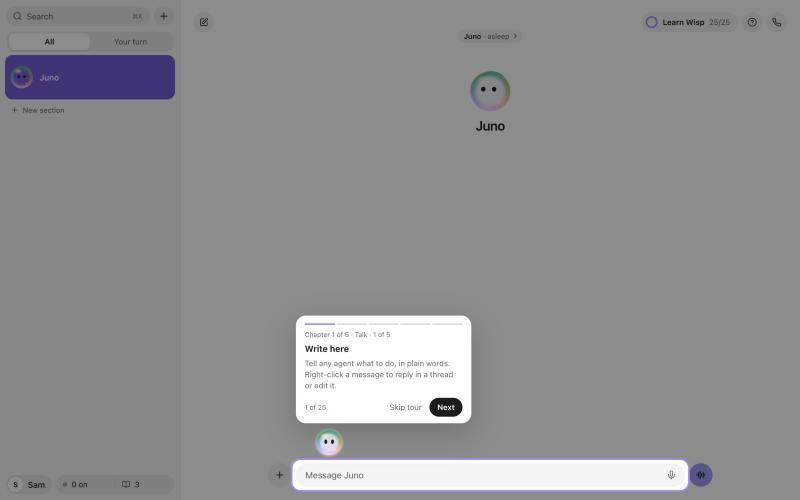 Search
⌘K
All
Your turn
Juno
New section
Learn Wisp 25/25
Juno · asleep
Juno
Chapter 1 of 5 · Talk · 1 of 5
Write here
Tell any agent what to do, in plain words.
Right-click a message to reply in a thread
or edit it.
1 of 25
Skip tour
Next
Message Juno
S
Sam
0 on
3